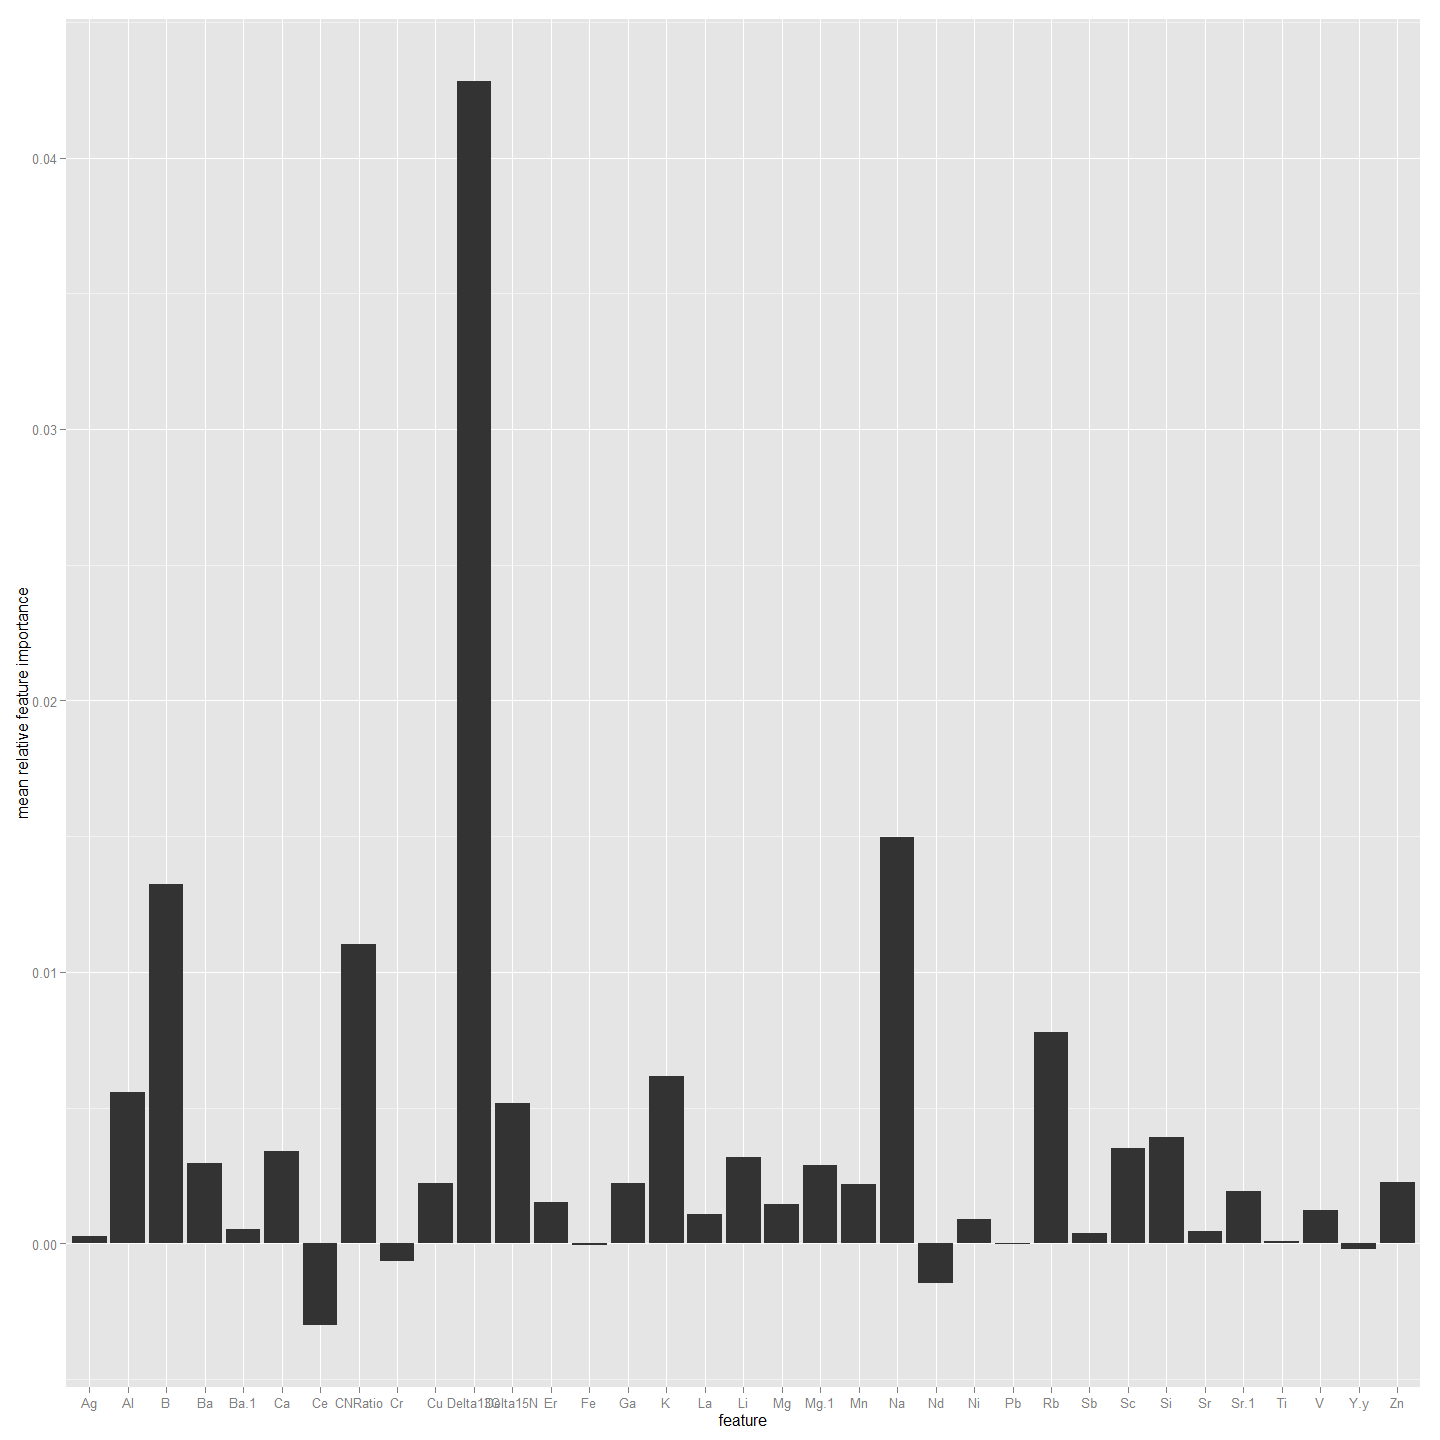 mean relative feature importance
0.04
0.03
0.02
0.01
0.00
Ag Al B Ba Ba.1 Ca Ce CNRatio Cr Cu Delta13C Delta15N Er Fe Ga K La Li Mg Mg.1 Mn Na Nd Ni Pb Rb Sb Sc Si Sr Sr.1 Ti V Y.y Zn
feature